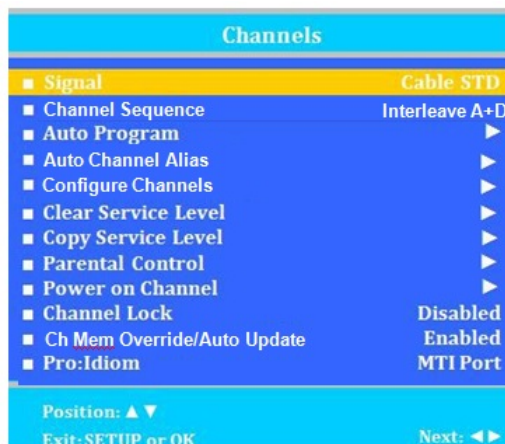 Channels
Signal Cable STD
Channel Sequence Interleave A+D
Auto Program ▶
Auto Channel Alias ▶
Configure Channels ▶
Clear Service Level ▶
Copy Service Level ▶
Parental Control ▶
Power on Channel ▶
Channel Lock Disabled
Ch Mem Override/Auto Update Enabled
Pro:Idiom MTI Port
Position: ▲ ▼
Exit: SETUP or OK Next: ◀ ▶